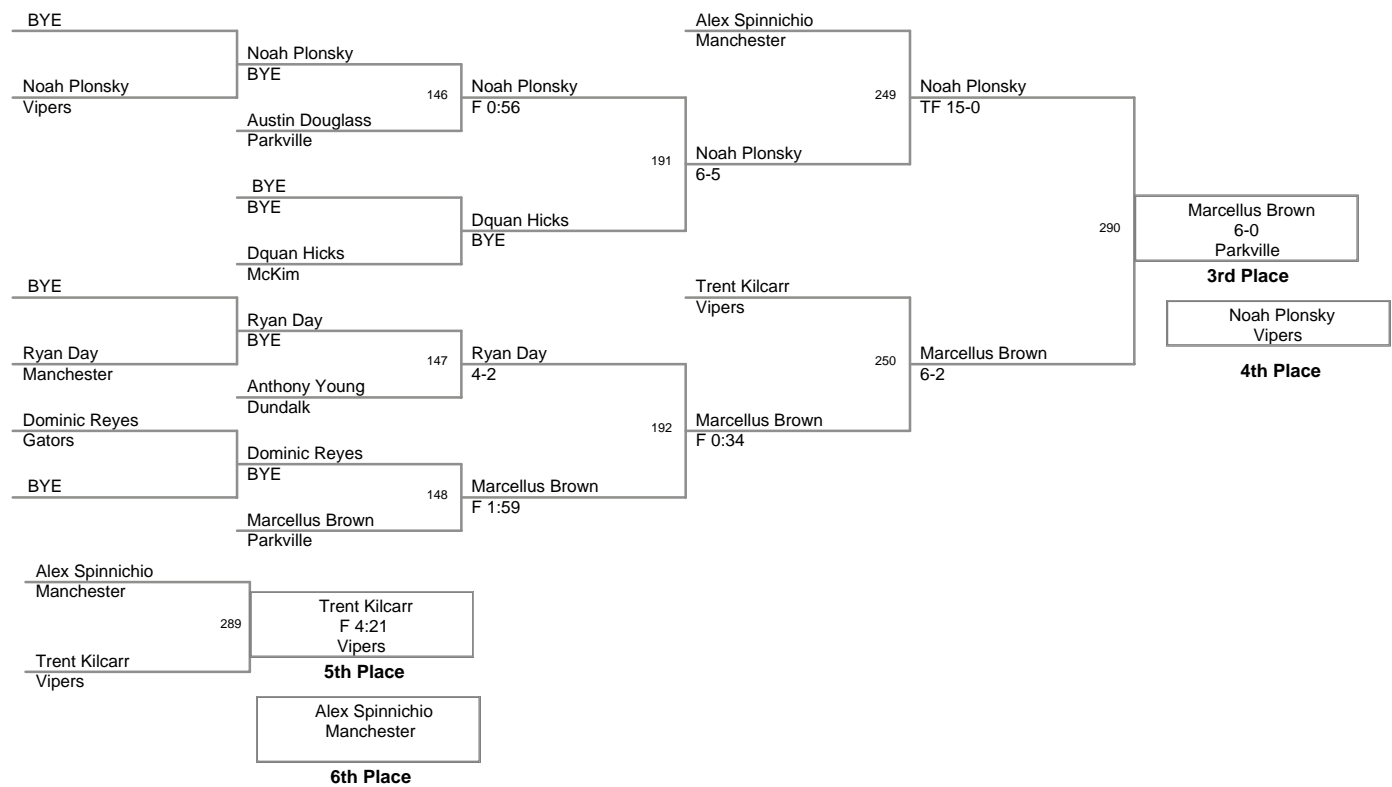 BYE
Noah Plonsky
Vipers
Noah Plonsky
BYE
146
Austin Douglass
Parkville
Noah Plonsky
F 0:56
BYE
BYE
Dquan Hicks
McKim
Dquan Hicks
BYE
191
Noah Plonsky
6-5
Alex Spinnichio
Manchester
249
Noah Plonsky
TF 15-0
BYE
Ryan Day
Manchester
Ryan Day
BYE
147
Anthony Young
Dundalk
Ryan Day
4-2
Dominic Reyes
Gators
BYE
Dominic Reyes
BYE
148
Marcellus Brown
Parkville
Marcellus Brown
F 1:59
192
Marcellus Brown
F 0:34
Trent Kilcarr
Vipers
250
Marcellus Brown
6-2
290
Marcellus Brown
6-0
Parkville
3rd Place
Noah Plonsky
Vipers
4th Place
Alex Spinnichio
Manchester
289
Trent Kilcarr
Vipers
Trent Kilcarr
F 4:21
Vipers
5th Place
Alex Spinnichio
Manchester
6th Place